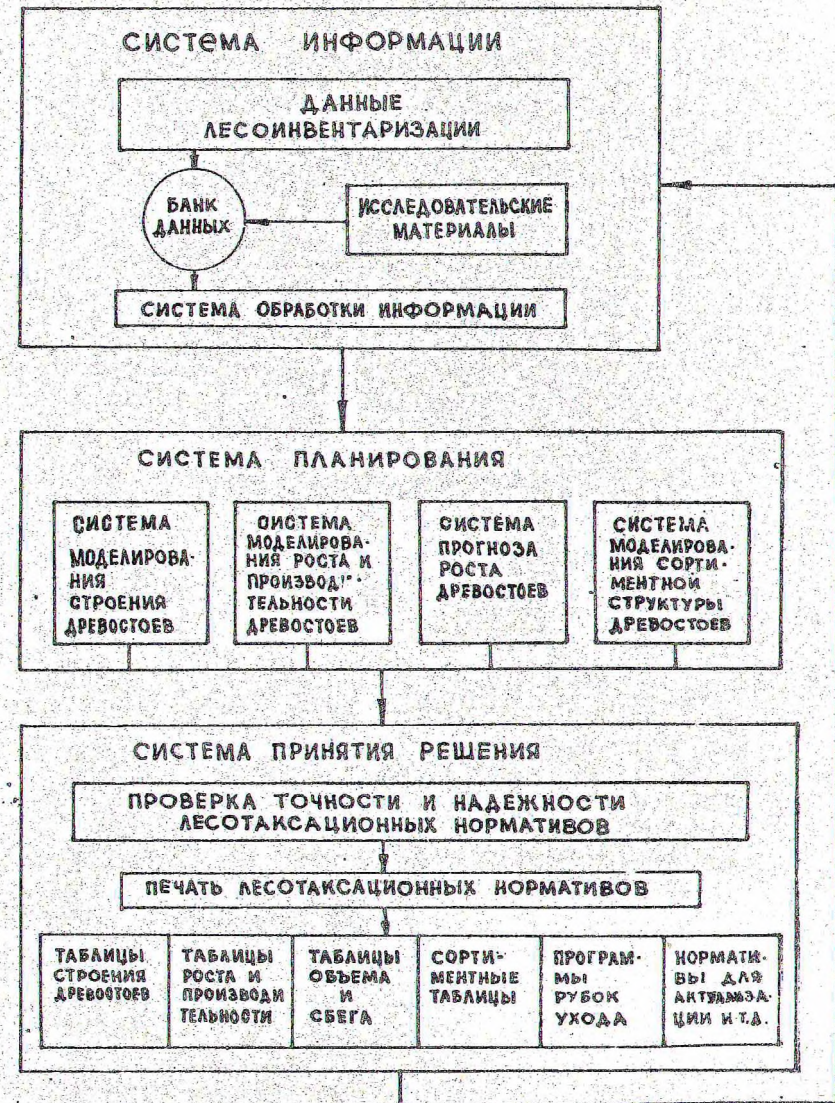 СИСТЕМА ИНФОРМАЦИИ
ДАННЫЕ
ЛЕСОИНВЕНТАРИЗАЦИИ
БАНК
ДАННЫХ
ИССЛЕДОВАТЕЛЬСКИЕ
МАТЕРИАЛЫ
СИСТЕМА ОБРАБОТКИ ИНФОРМАЦИИ
СИСТЕМА ПЛАНИРОВАНИЯ
СИСТЕМА
МОДЕЛИРОВА-
НИЯ
СТРОЕНИЯ
ДРЕВОСТОЕВ
СИСТЕМА
МОДЕЛИРОВА-
НИЯ РОСТА И
ПРОИЗВОДИ-
ТЕЛЬНОСТИ
ДРЕВОСТОЕВ
СИСТЕМА
ПРОГНОЗА
РОСТА
ДРЕВОСТОЕВ
СИСТЕМА
МОДЕЛИРОВА-
НИЯ СОРТИ-
МЕНТНОЙ
СТРУКТУРЫ
ДРЕВОСТОЕВ
СИСТЕМА ПРИНЯТИЯ РЕШЕНИЯ
ПРОВЕРКА ТОЧНОСТИ И НАДЕЖНОСТИ
ЛЕСОТАКСАЦИОННЫХ НОРМАТИВОВ
ПЕЧАТЬ ЛЕСОТАКСАЦИОННЫХ НОРМАТИВОВ
ТАБЛИЦЫ
СТРОЕНИЯ
ДРЕВОСТОЕВ
ТАБЛИЦЫ
РОСТА И
ПРОИЗВОДИ
ТЕЛЬНОСТИ
ТАБЛИЦЫ
ОБЪЕМА
И
СБЕГА
СОРТИ-
МЕНТНЫЕ
ТАБЛИЦЫ
ПРОГРАМ-
МЫ
РУБОК
УХОДА
НОРМАТИ-
ВЫ ДЛЯ
АКТУАЛИЗА-
ЦИИ И Т.Д.